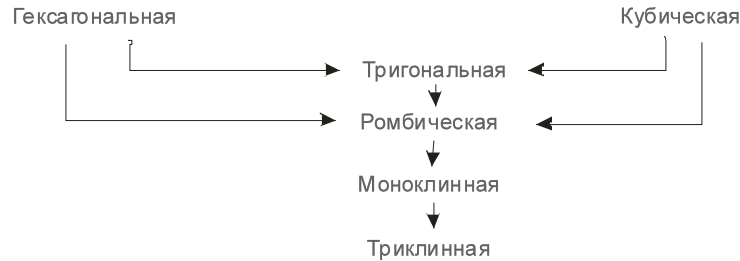 Гексагональная
Кубическая
Тригональная
Ромбическая
Моноклинная
Триклинная